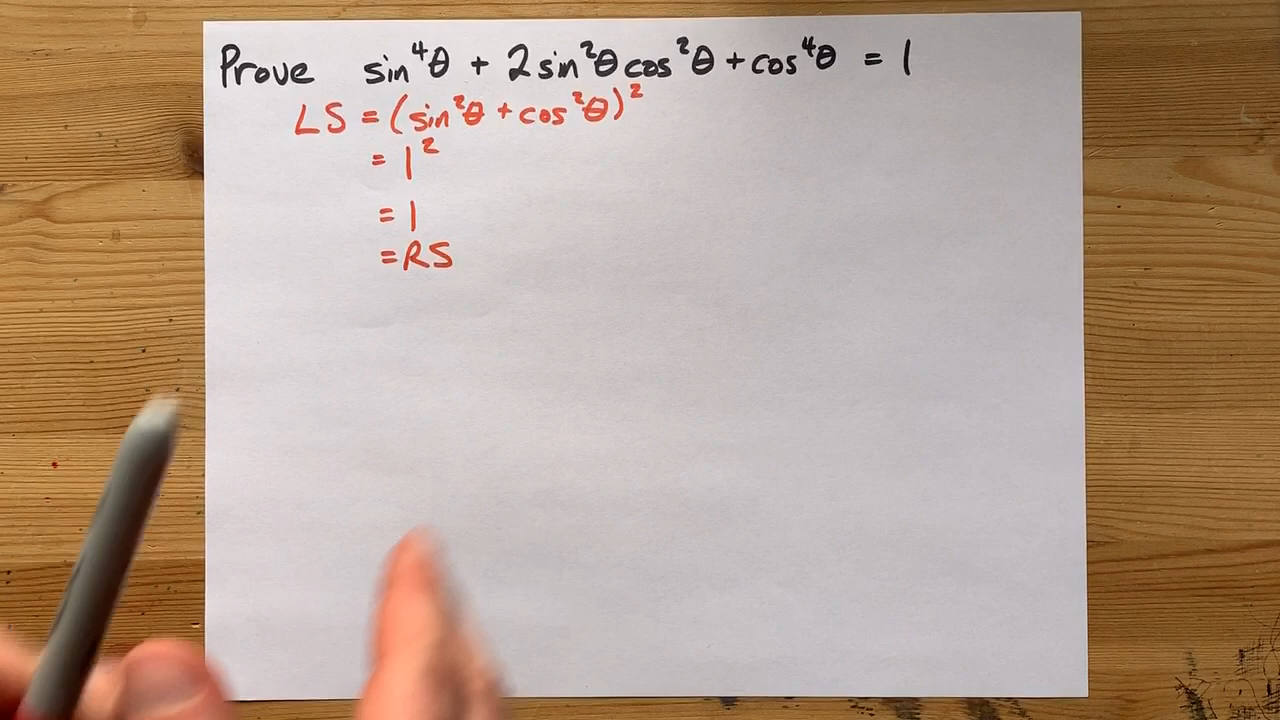 Prove sin⁴θ + 2sin²θcos²θ + cos⁴θ = 1
LS = (sin²θ + cos²θ)²
= 1²
= 1
= RS